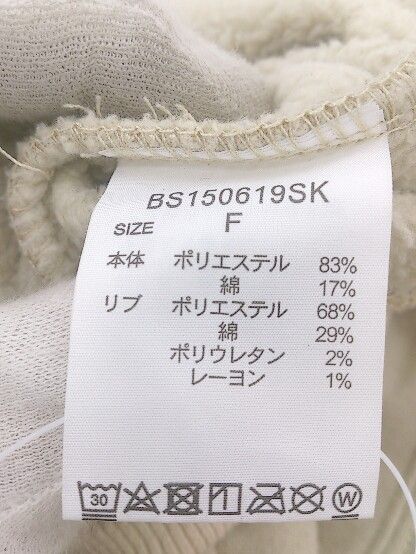 BS150619SK
SIZE F
本体 ポリエステル 83%
綿 17%
リブ ポリエステル 68%
綿 29%
ポリウレタン 2%
レーヨン 1%
30 W